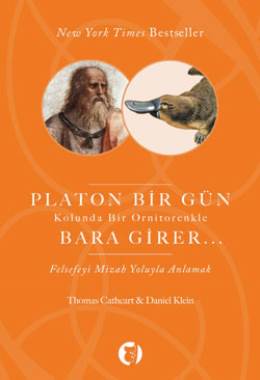 New York Times Bestseller
PLATON BİR GÜN
Kolunda Bir Ornitorenkle
BARA GİRER...
Felsefeyi Mizah Yoluyla Anlamak
Thomas Cathcart & Daniel Klein